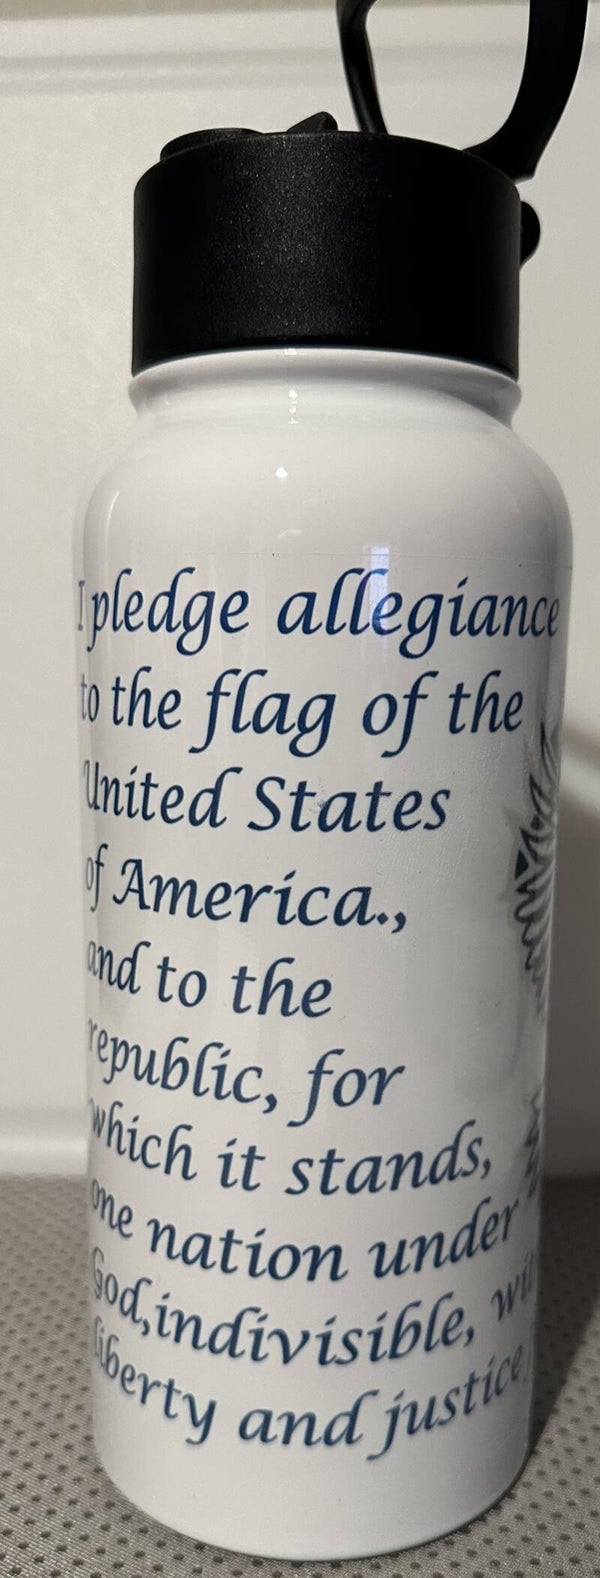 I pledge allegiance
to the flag of the
United States
of America.,
and to the
republic, for
which it stands,
one nation under
God,indivisible,
liberty and justice